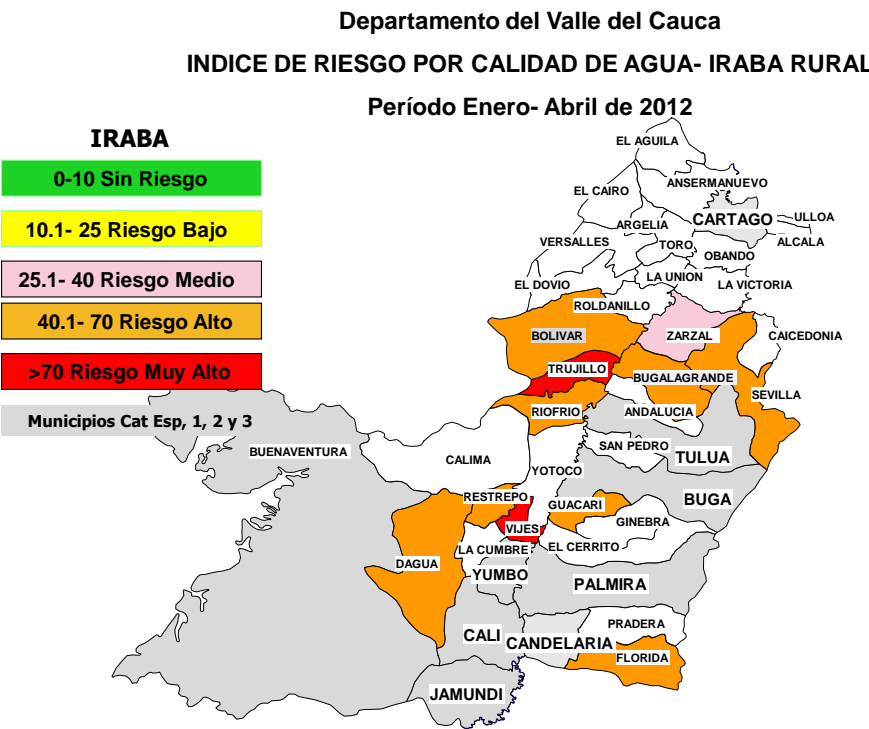 Departamento del Valle del Cauca
INDICE DE RIESGO POR CALIDAD DE AGUA- IRABA RURAL
Período Enero- Abril de 2012
IRABA
0-10 Sin Riesgo
10.1- 25 Riesgo Bajo
25.1- 40 Riesgo Medio
40.1- 70 Riesgo Alto
>70 Riesgo Muy Alto
Municipios Cat Esp, 1, 2 y 3
EL AGUILA
ANSERMANUEVO
EL CAIRO
CARTAGO
ULLOA
ARGELIA
VERSALLES
TORO
ALCALA
OBANDO
LA UNION
EL DOVIO
LA VICTORIA
ROLDANILLO
BOLIVAR
ZARZAL
CAICEDONIA
TRUJILLO
BUGALAGRANDE
SEVILLA
RIOFRIO
ANDALUCIA
BUENAVENTURA
SAN PEDRO
CALIMA
TULUA
YOTOCO
RESTREPO
BUGA
GUACARI
VIJES
GINEBRA
LA CUMBRE
EL CERRITO
DAGUA
YUMBO
PALMIRA
PRADERA
CALI
CANDELARIA
FLORIDA
JAMUNDI